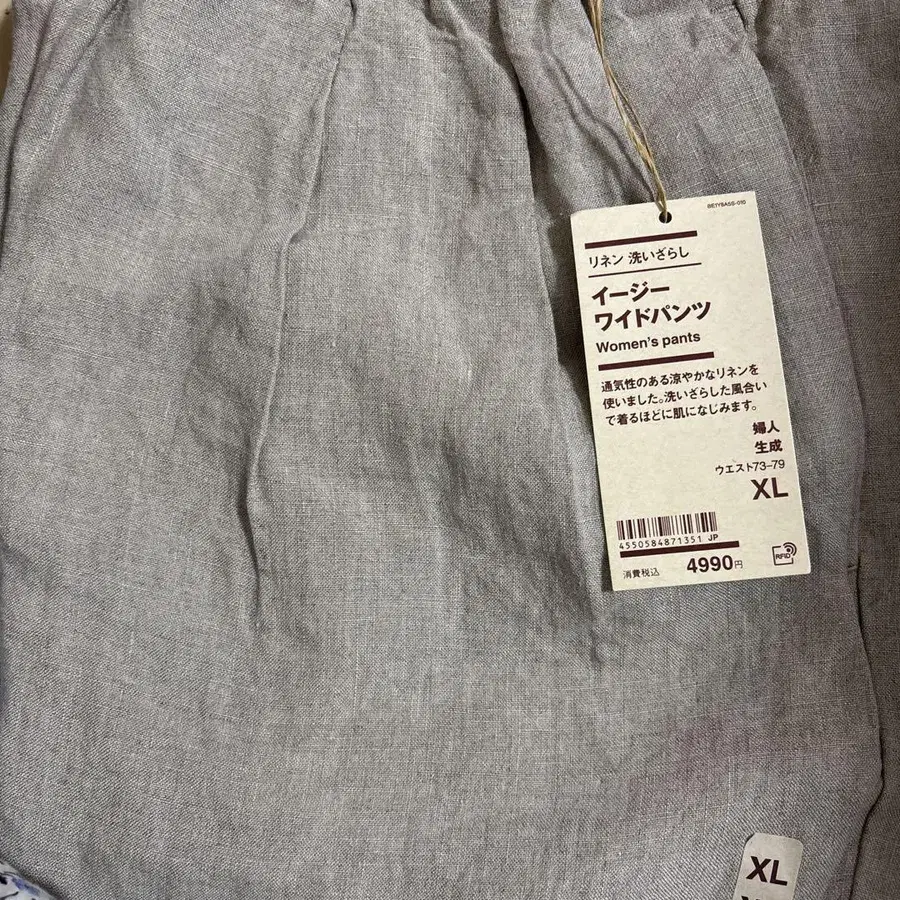 BE1Y8A5S-010
リネン 洗いざらし
イージー
ワイドパンツ
Women's pants
通気性のある涼やかなリネンを
使いました。洗いざらした風合い
で着るほどに肌になじみます。
婦人
生成
ウエスト73-79
XL
4550584871351 JP
消費税込 4990円
RFID
XL